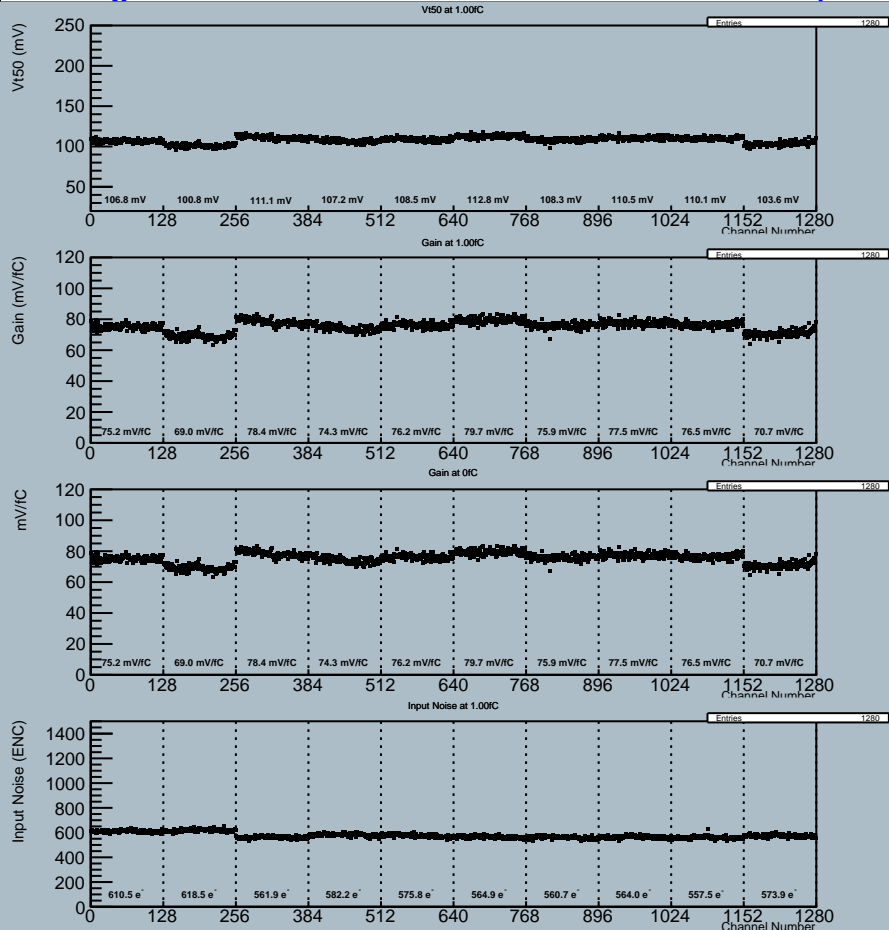 Vt50 at 1.00fC
Entries 1280
Vt50 (mV)
250
200
150
100
50
106.8 mV 100.8 mV 111.1 mV 107.2 mV 108.5 mV 112.8 mV 108.3 mV 110.5 mV 110.1 mV 103.6 mV
0 128 256 384 512 640 768 896 1024 1152 1280
Channel Number
Gain at 1.00fC
Entries 1280
Gain (mV/fC)
120
100
80
60
40
20
0
75.2 mV/fC 69.0 mV/fC 78.4 mV/fC 74.3 mV/fC 76.2 mV/fC 79.7 mV/fC 75.9 mV/fC 77.5 mV/fC 76.5 mV/fC 70.7 mV/fC
0 128 256 384 512 640 768 896 1024 1152 1280
Channel Number
Gain at 0fC
Entries 1280
mV/fC
120
100
80
60
40
20
0
75.2 mV/fC 69.0 mV/fC 78.4 mV/fC 74.3 mV/fC 76.2 mV/fC 79.7 mV/fC 75.9 mV/fC 77.5 mV/fC 76.5 mV/fC 70.7 mV/fC
0 128 256 384 512 640 768 896 1024 1152 1280
Channel Number
Input Noise at 1.00fC
Entries 1280
Input Noise (ENC)
1400
1200
1000
800
600
400
200
0
610.5 e⁻ 618.5 e⁻ 561.9 e⁻ 582.2 e⁻ 575.8 e⁻ 564.9 e⁻ 560.7 e⁻ 564.0 e⁻ 557.5 e⁻ 573.9 e⁻
0 128 256 384 512 640 768 896 1024 1152 1280
Channel Number